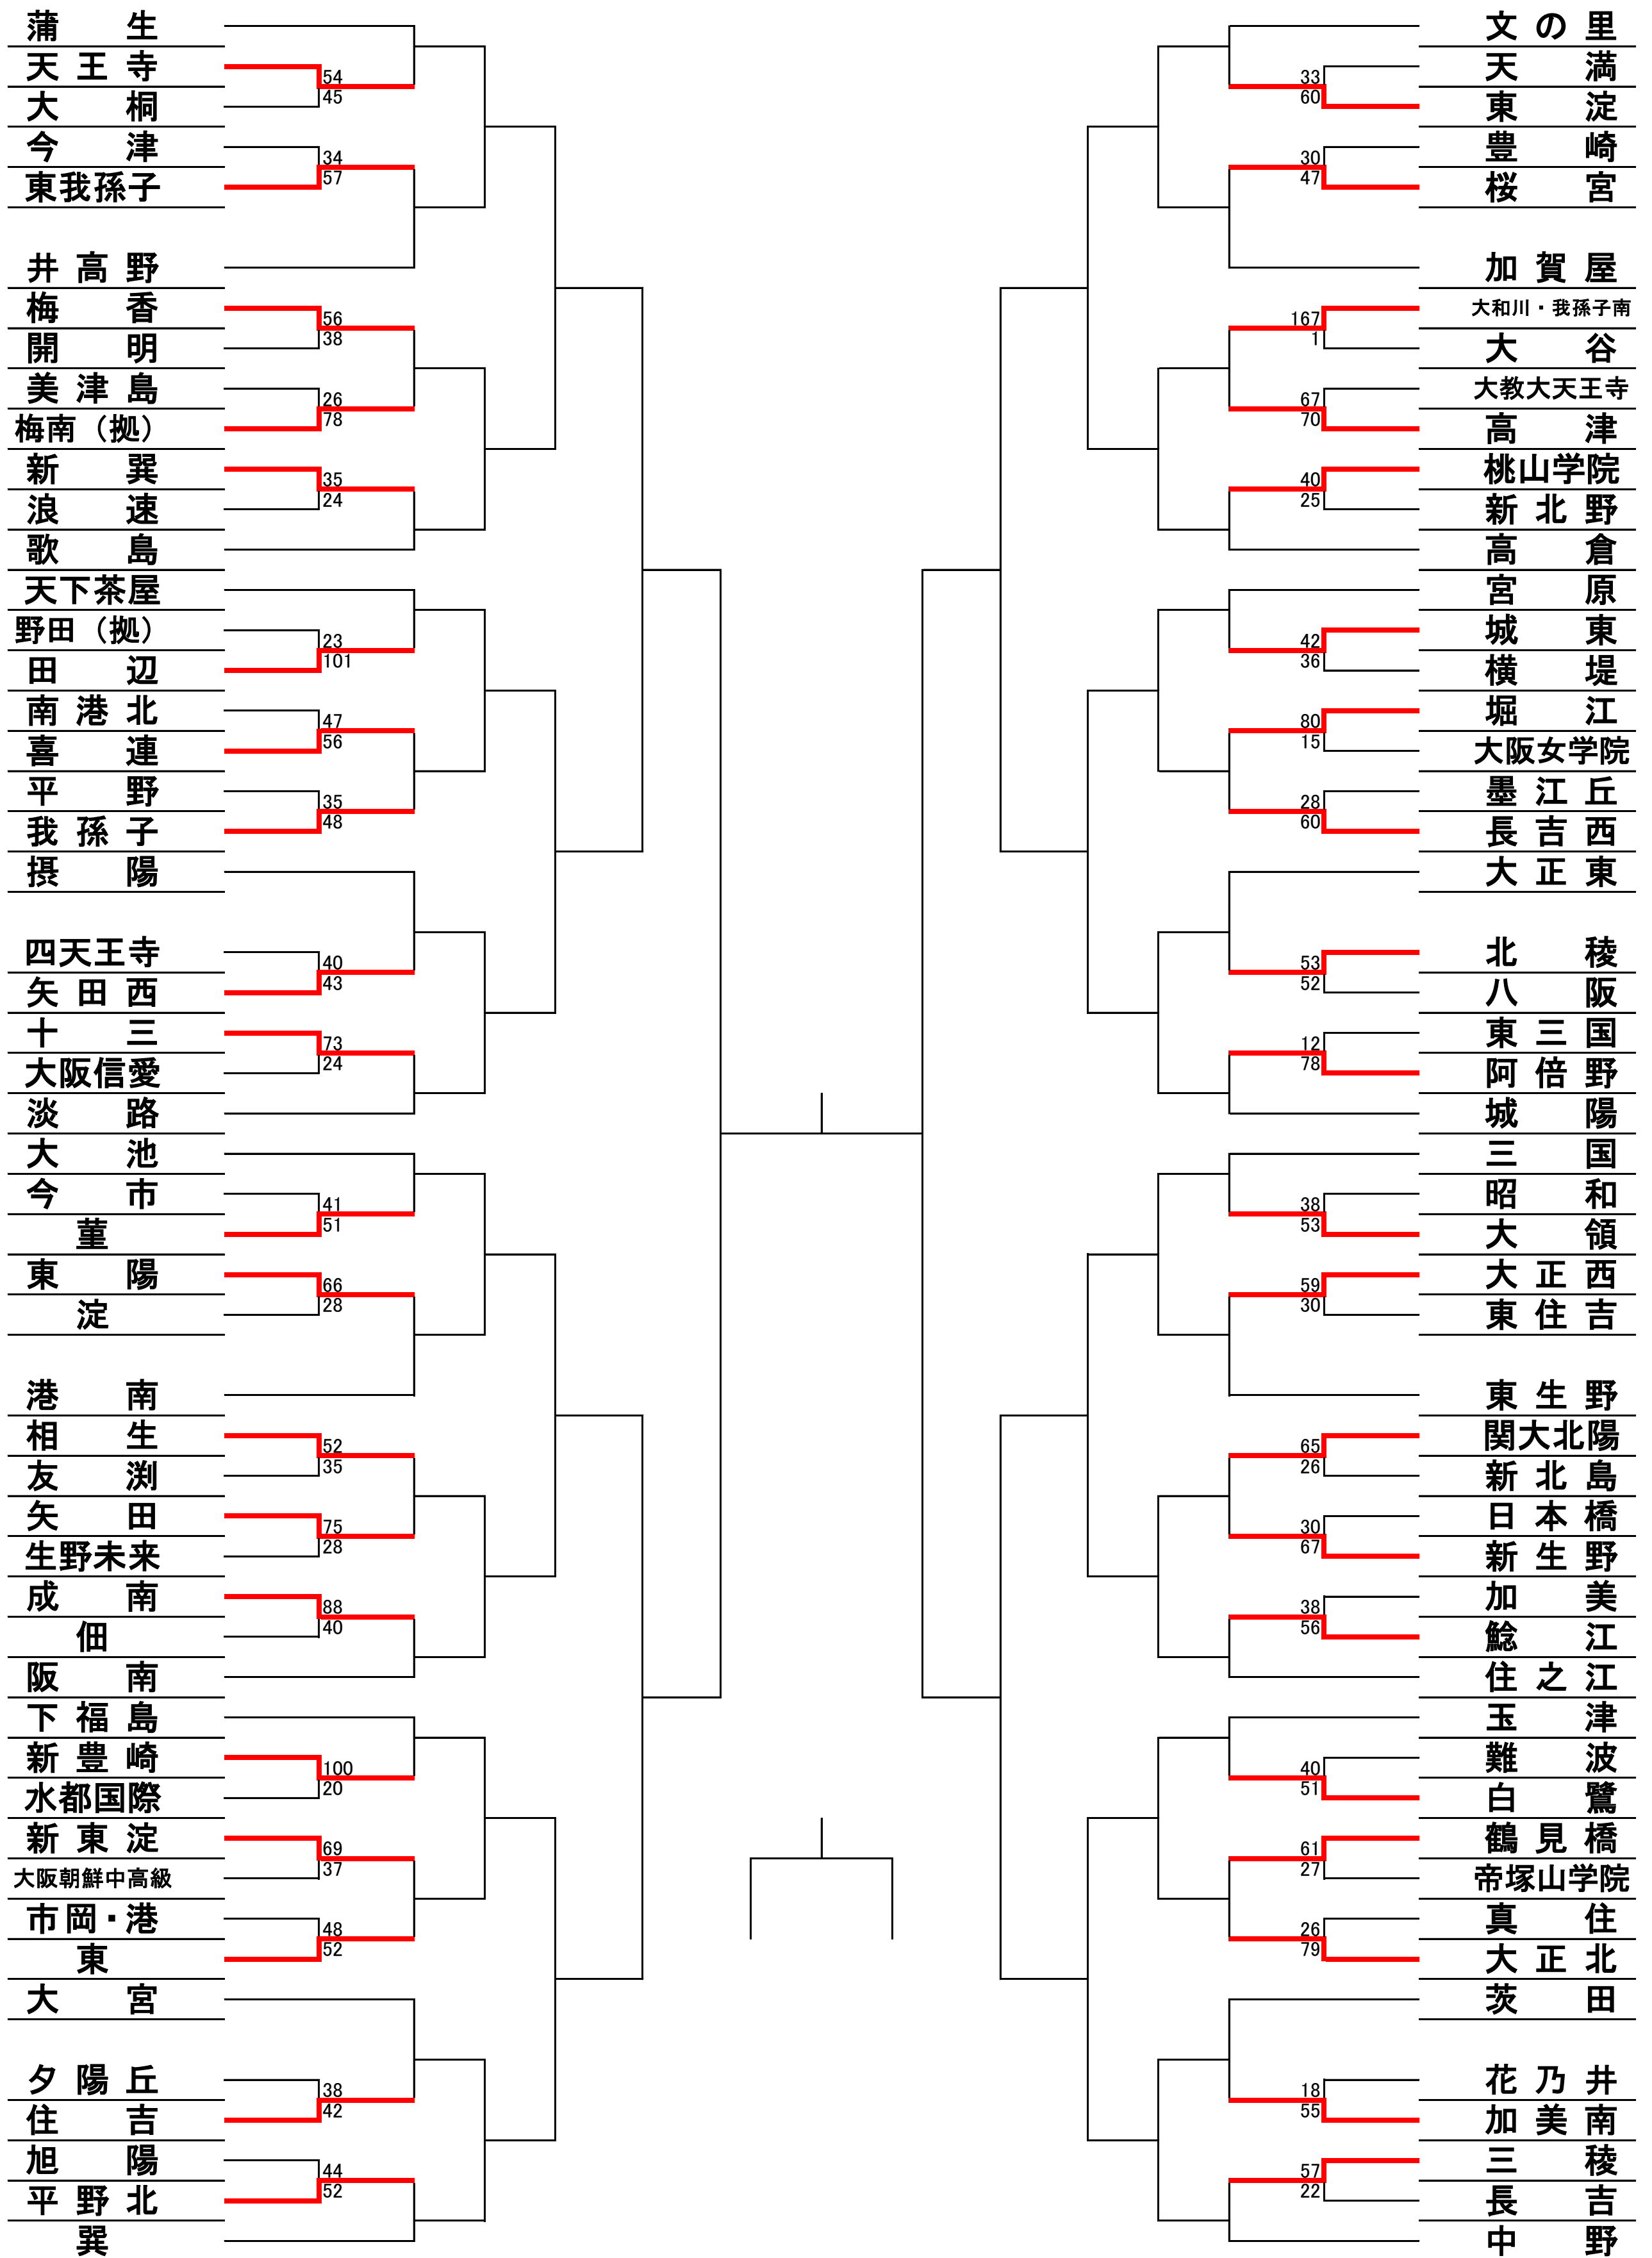 蒲生
天王寺
54
大桐
45
今津
34
東我孫子
57
井高野
梅香
56
開明
38
美津島
26
梅南（拠）
78
新巽
35
浪速
24
歌島
天下茶屋
野田（拠）
23
田辺
101
南港北
47
喜連
56
平野
35
我孫子
48
摂陽
四天王寺
40
矢田西
43
十三
73
大阪信愛
24
淡路
大池
今市
41
菫
51
東陽
66
淀
28
港南
相生
52
友渕
35
矢田
75
生野未来
28
成南
88
佃
40
阪南
下福島
新豊崎
100
水都国際
20
新東淀
69
大阪朝鮮中高級
37
市岡・港
48
東
52
大宮
夕陽丘
38
住吉
42
旭陽
44
平野北
52
巽
文の里
33
天満
60
東淀
30
豊崎
47
桜宮
加賀屋
167
大和川・我孫子南
1
大谷
67
大教大天王寺
70
高津
40
桃山学院
25
新北野
高倉
宮原
42
城東
36
横堤
80
堀江
15
大阪女学院
28
墨江丘
60
長吉西
大正東
53
北稜
52
八阪
12
東三国
78
阿倍野
城陽
三国
38
昭和
53
大領
59
大正西
30
東住吉
東生野
65
関大北陽
26
新北島
30
日本橋
67
新生野
38
加美
56
鯰江
住之江
玉津
40
難波
51
白鷺
61
鶴見橋
27
帝塚山学院
26
真住
79
大正北
茨田
18
花乃井
55
加美南
57
三稜
22
長吉
中野